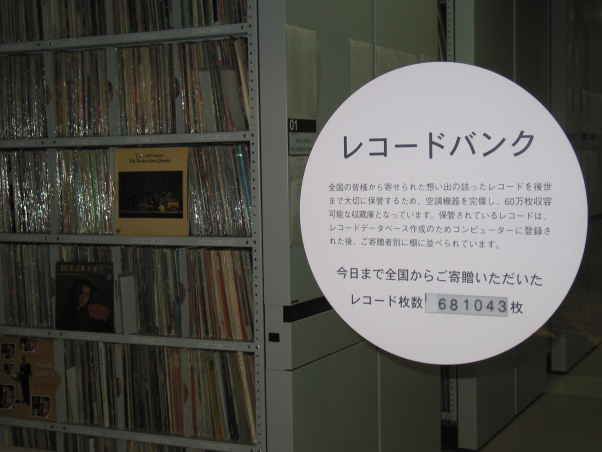 01
レコードバンク
全国の皆様から寄せられた想い出の詰ったレコードを後世
まで大切に保管するため、空調機器を完備し、60万枚収容
可能な収蔵庫となっています。保管されているレコードは、
レコードデータベース作成のためコンピューターに登録さ
れた後、ご寄贈者別に棚に並べられています。
今日まで全国からご寄贈いただいた
レコード枚数 681043 枚